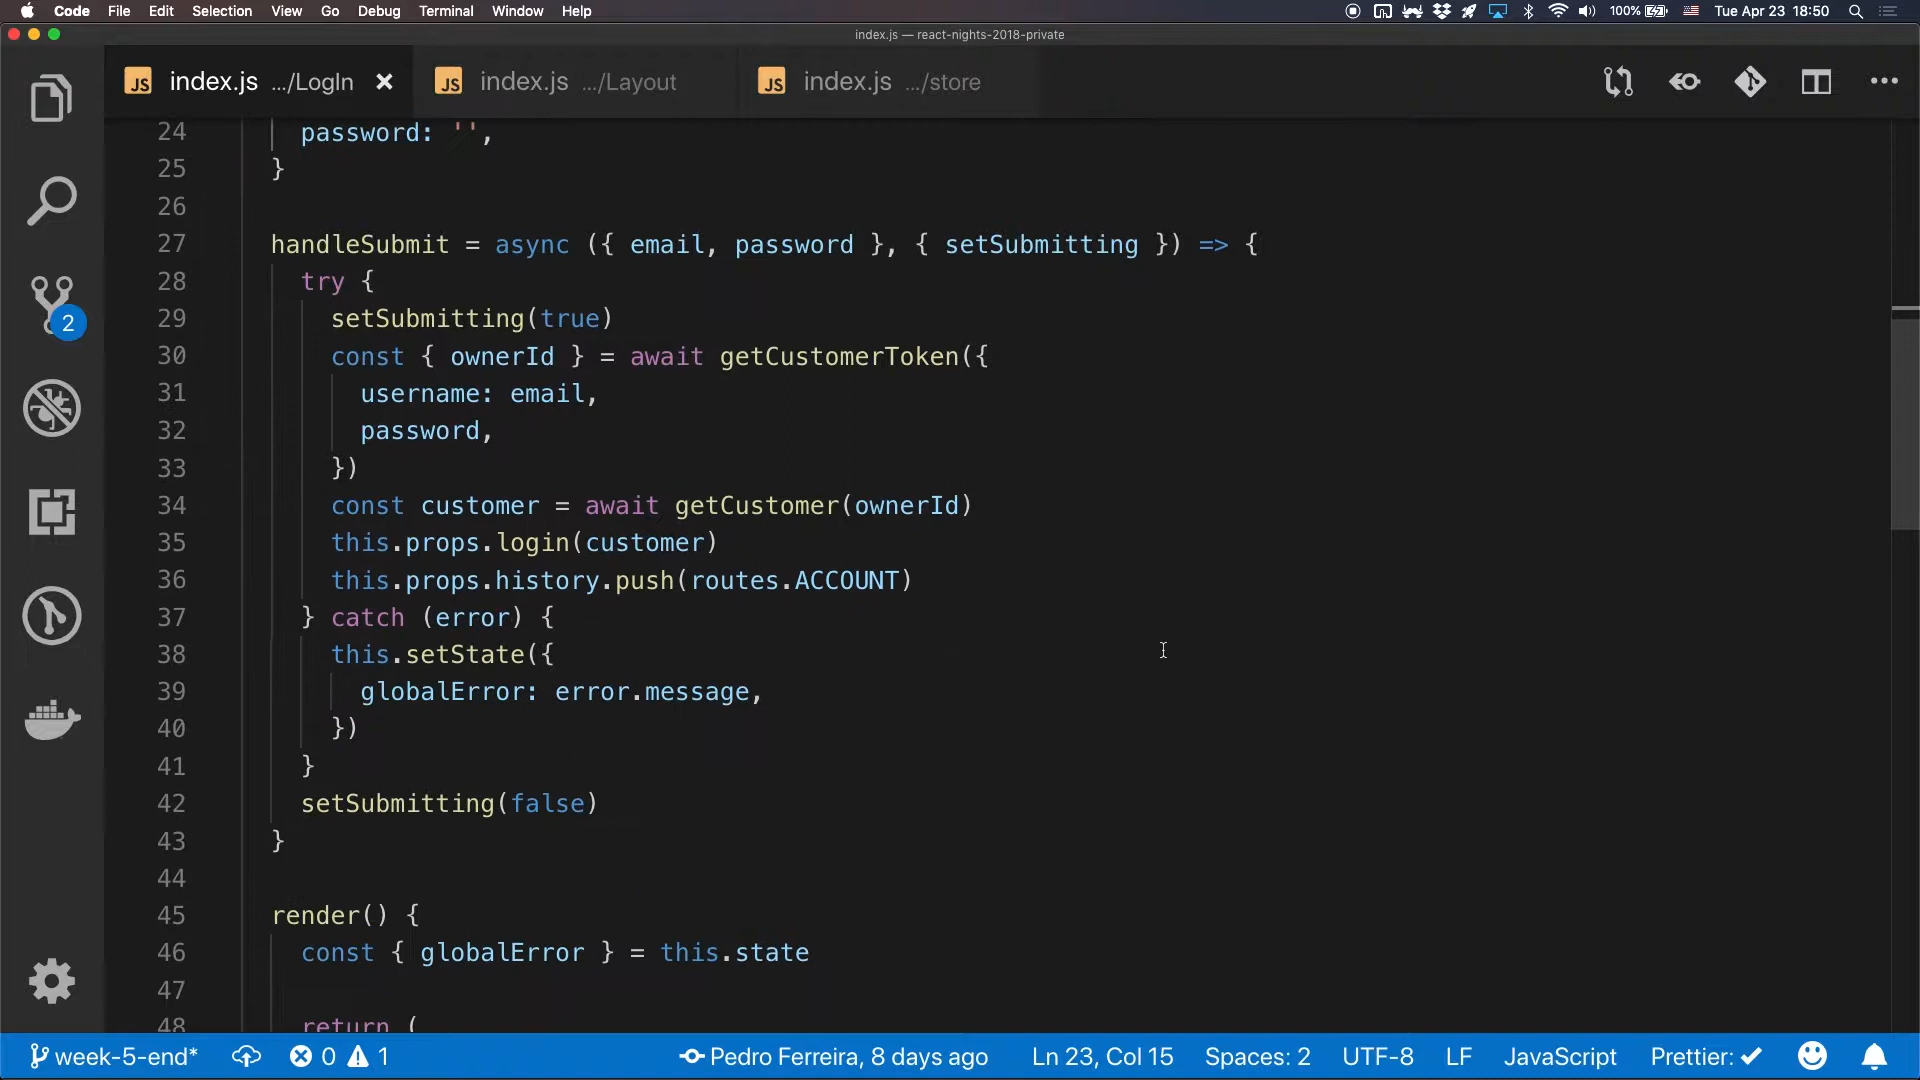 Code File Edit Selection View Go Debug Terminal Window Help 100% Tue Apr 23 18:50
index.js — react-nights-2018-private
JS index.js .../LogIn JS index.js .../Layout JS index.js .../store
24 password: '',
25 }
26
27 handleSubmit = async ({ email, password }, { setSubmitting }) => {
28 try {
29 setSubmitting(true)
30 const { ownerId } = await getCustomerToken({
31 username: email,
32 password,
33 })
34 const customer = await getCustomer(ownerId)
35 this.props.login(customer)
36 this.props.history.push(routes.ACCOUNT)
37 } catch (error) {
38 this.setState({
39 globalError: error.message,
40 })
41 }
42 setSubmitting(false)
43 }
44
45 render() {
46 const { globalError } = this.state
47
48 return (
2
week-5-end* 0 1 Pedro Ferreira, 8 days ago Ln 23, Col 15 Spaces: 2 UTF-8 LF JavaScript Prettier: ✓